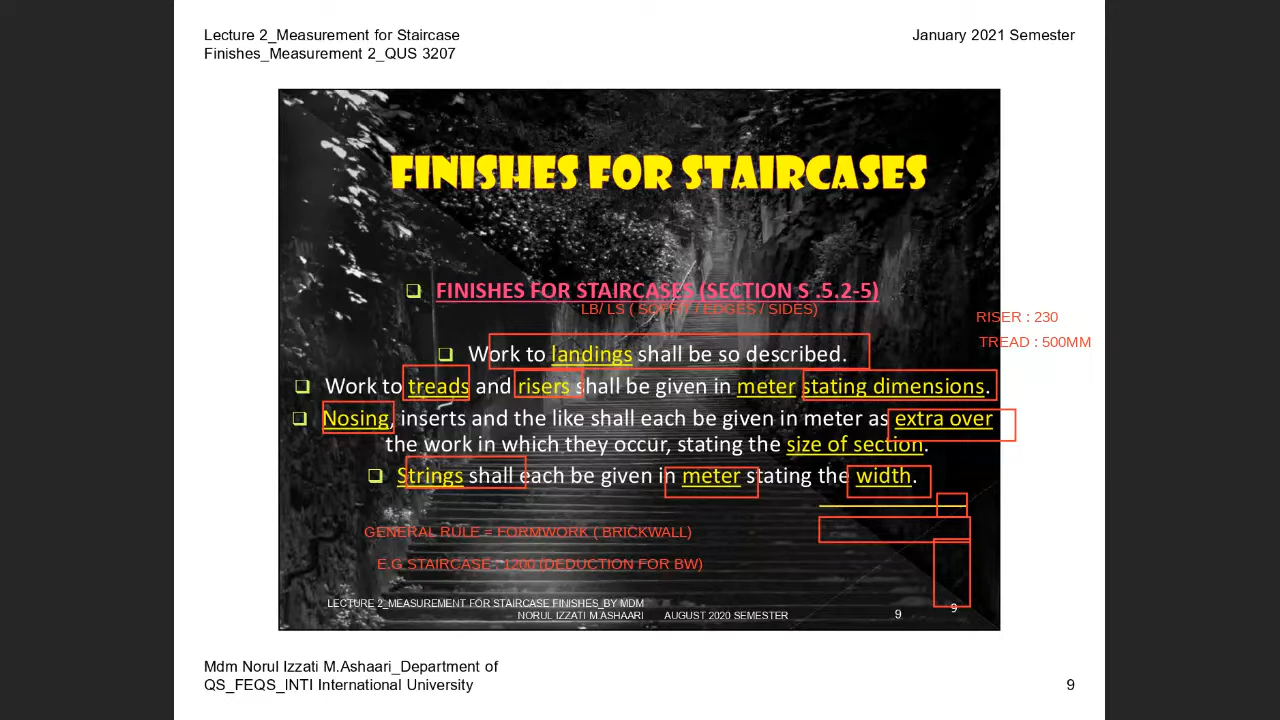 Lecture 2_Measurement for Staircase
Finishes_Measurement 2_QUS 3207
January 2021 Semester
FINISHES FOR STAIRCASES
FINISHES FOR STAIRCASES (SECTION S .5.2-5)
LB/ LS ( SOFFIT / EDGES / SIDES)
RISER : 230
TREAD : 500MM
Work to landings shall be so described.
Work to treads and risers shall be given in meter stating dimensions.
Nosing, inserts and the like shall each be given in meter as extra over
the work in which they occur, stating the size of section.
Strings shall each be given in meter stating the width.
GENERAL RULE = FORMWORK ( BRICKWALL)
E.G STAIRCASE : 1200 (DEDUCTION FOR BW)
LECTURE 2_MEASUREMENT FOR STAIRCASE FINISHES_BY MDM
NORUL IZZATI M.ASHAARI
AUGUST 2020 SEMESTER
9
9
Mdm Norul Izzati M.Ashaari_Department of
QS_FEQS_INTI International University
9